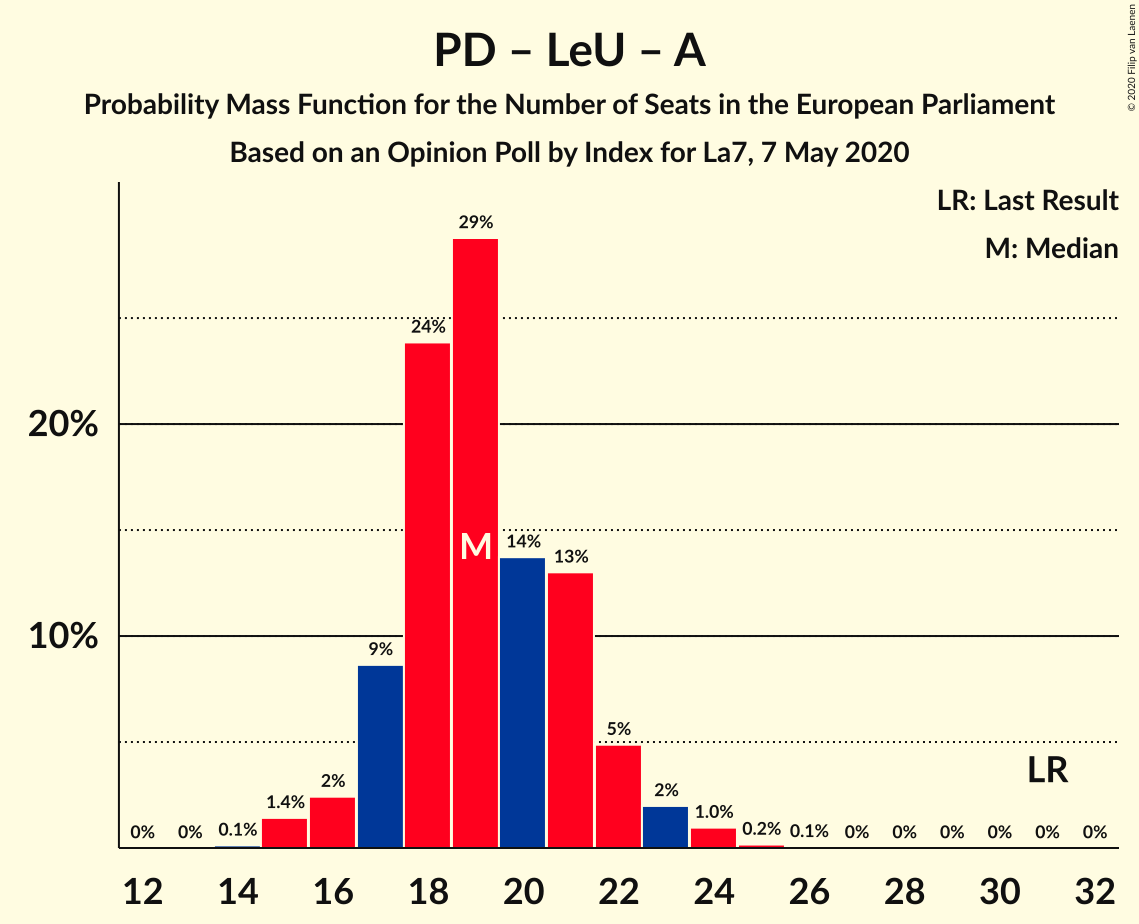 PD – LeU – A
Probability Mass Function for the Number of Seats in the European Parliament
Based on an Opinion Poll by Index for La7, 7 May 2020
© 2020 Filip van Laenen
LR: Last Result
M: Median
29%
24%
20%
M
14%
13%
10%
9%
5%
LR
2%
2%
1.4%
1.0%
0% 0% 0.1% 0.2% 0.1% 0% 0% 0% 0% 0% 0%
12 14 16 18 20 22 24 26 28 30 32